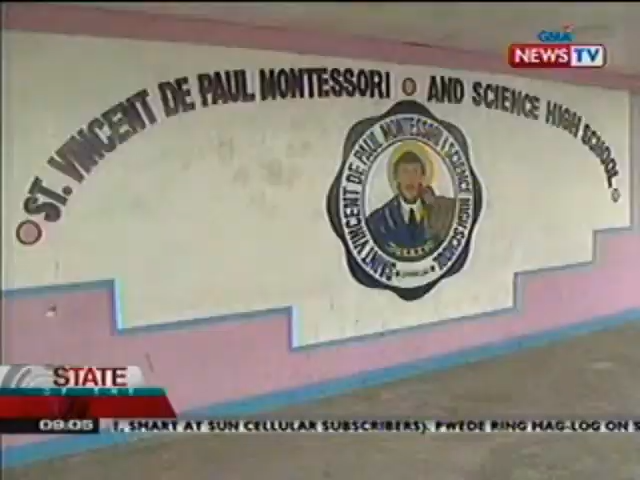 GMA
NEWS TV
ST. VINCENT DE PAUL MONTESSORI AND SCIENCE HIGH SCHOOL
SAINT VINCENT DE PAUL MONTESSORI & SCIENCE HIGH SCHOOL
STATE
09:05 , SMART AT SUN CELLULAR SUBSCRIBERS). PWEDE RING MAG-LOG ON S